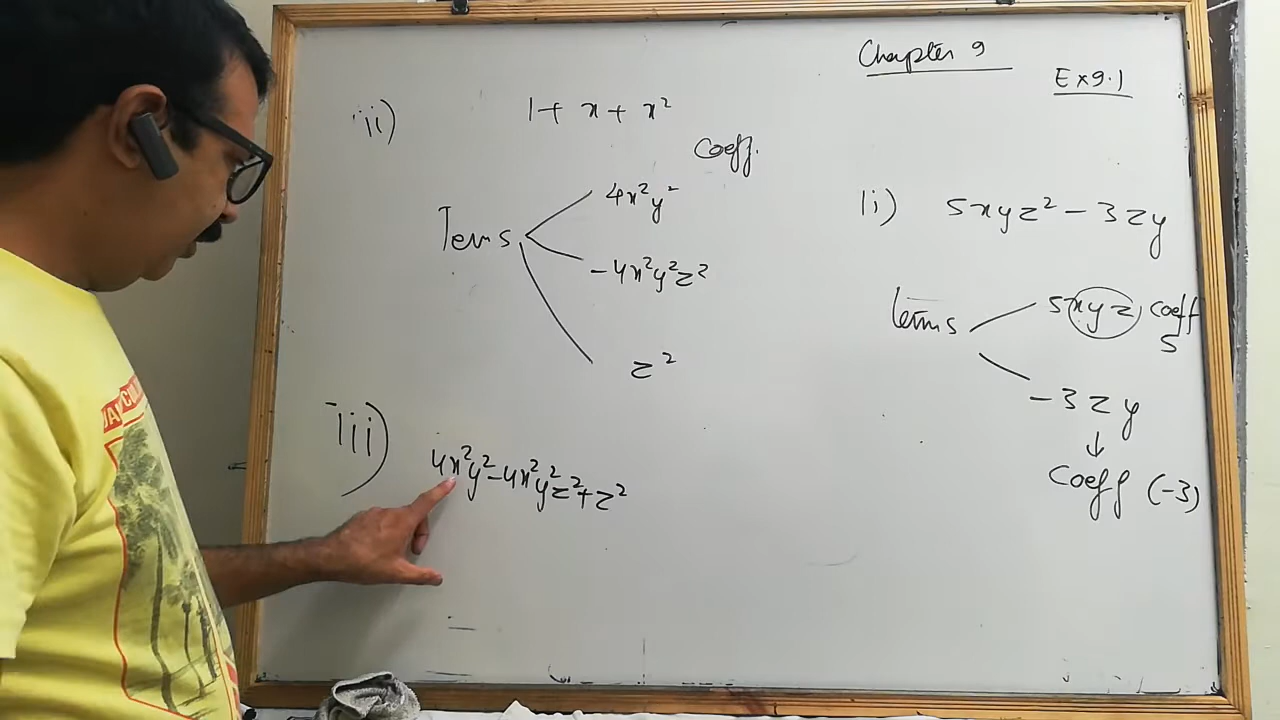 Chapter 9
Ex 9.1
ii) 1 + x + x²
Coeff.
Terms
4x²y²
-4x²y²z²
z²
iii) 4x²y² - 4x²y²z² + z²
1i) 5xyz² - 3zy
Terms
5xyz, coeff
5
-3zy
↓
Coeff (-3)